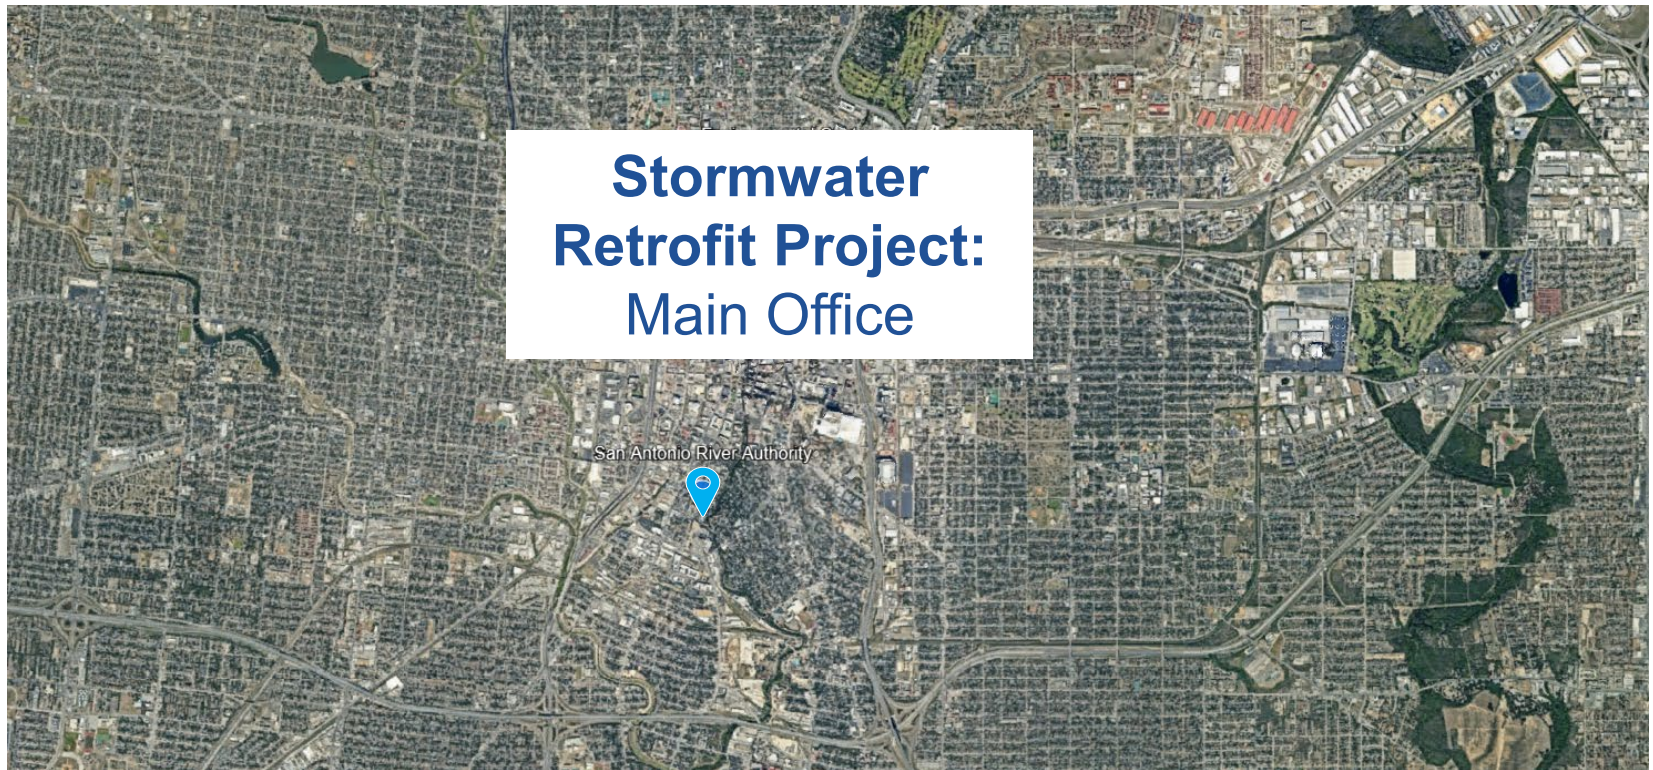 Stormwater
Retrofit Project:
Main Office
San Antonio River Authority